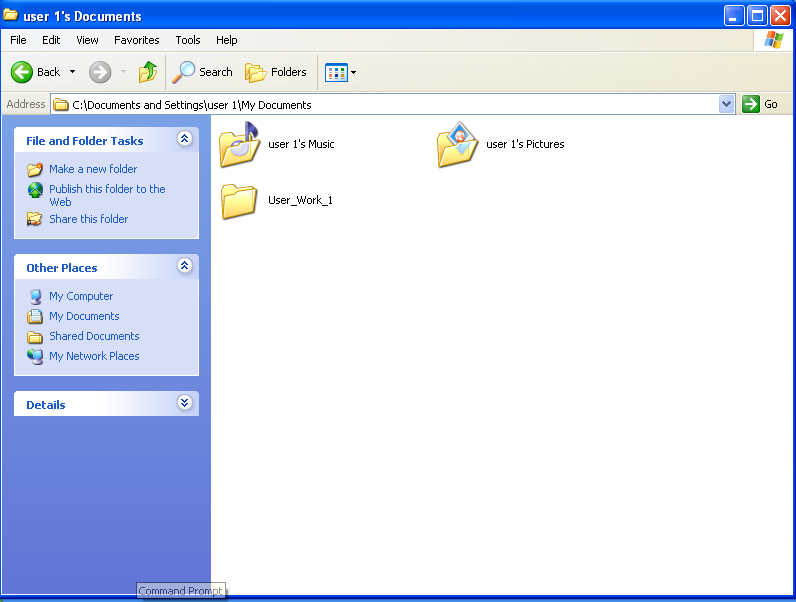 user 1's Documents
File Edit View Favorites Tools Help
Back Search Folders
Address C:\Documents and Settings\user 1\My Documents Go
File and Folder Tasks
Make a new folder
Publish this folder to the
Web
Share this folder
Other Places
My Computer
My Documents
Shared Documents
My Network Places
Details
user 1's Music user 1's Pictures
User_Work_1
Command Prompt